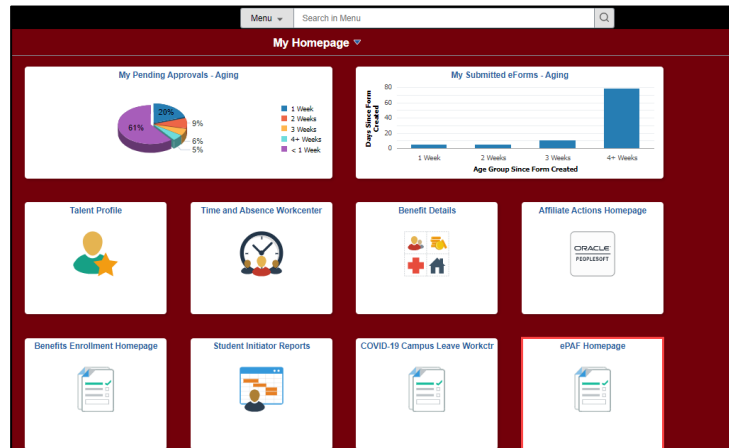 Menu
Search in Menu
My Homepage
My Pending Approvals - Aging
20%
9%
61%
6%
5%
1 Week
2 Weeks
3 Weeks
4+ Weeks
< 1 Week
My Submitted eForms - Aging
Days Since Form
Created
80
60
40
20
0
1 Week
2 Weeks
3 Weeks
4+ Weeks
Age Group Since Form Created
Talent Profile
Time and Absence Workcenter
Benefit Details
Affiliate Actions Homepage
ORACLE
PEOPLESOFT
Benefits Enrollment Homepage
Student Initiator Reports
COVID-19 Campus Leave Workctr
ePAF Homepage